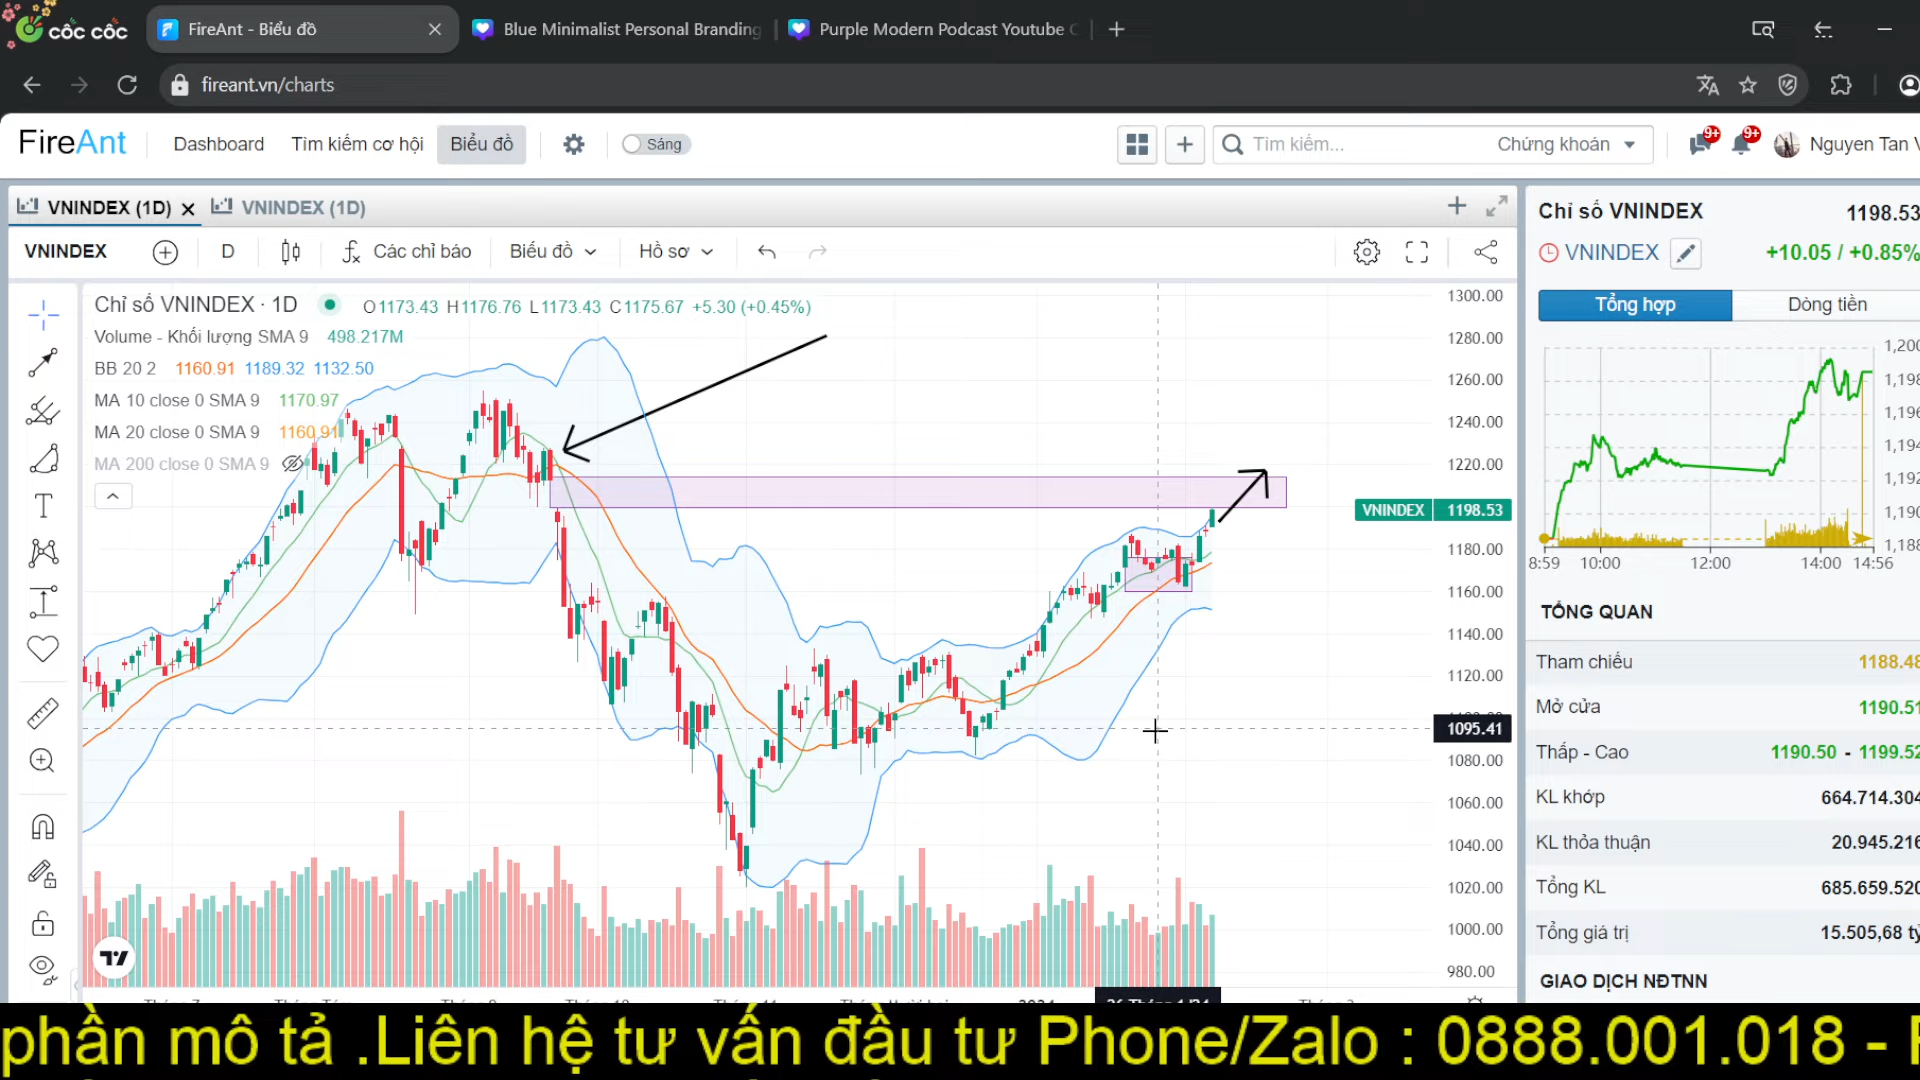 cốc cốc
FireAnt - Biểu đồ
Blue Minimalist Personal Branding
Purple Modern Podcast Youtube C
fireant.vn/charts
FireAnt
Dashboard
Tìm kiếm cơ hội
Biểu đồ
Sáng
Tìm kiếm...
Chứng khoán
9+
9+
Nguyen Tan V
VNINDEX (1D)
VNINDEX (1D)
VNINDEX
D
Các chỉ báo
Biểu đồ
Hồ sơ
Chỉ số VNINDEX · 1D
O1173.43 H1176.76 L1173.43 C1175.67 +5.30 (+0.45%)
Volume - Khối lượng SMA 9 498.217M
BB 20 2 1160.91 1189.32 1132.50
MA 10 close 0 SMA 9 1170.97
MA 20 close 0 SMA 9 1160.91
MA 200 close 0 SMA 9
1300.00
1280.00
1260.00
1240.00
1220.00
VNINDEX 1198.53
1180.00
1160.00
1140.00
1120.00
1095.41
1080.00
1060.00
1040.00
1020.00
1000.00
980.00
Chỉ số VNINDEX
1198.53
VNINDEX
+10.05 / +0.85%
Tổng hợp
Dòng tiền
8:59 10:00 12:00 14:00 14:56
TỔNG QUAN
Tham chiếu 1188.48
Mở cửa 1190.51
Thấp - Cao 1190.50 - 1199.52
KL khớp 664.714.304
KL thỏa thuận 20.945.216
Tổng KL 685.659.520
Tổng giá trị 15.505,68 tỷ
GIAO DỊCH NĐTNN
phần mô tả .Liên hệ tư vấn đầu tư Phone/Zalo : 0888.001.018 -